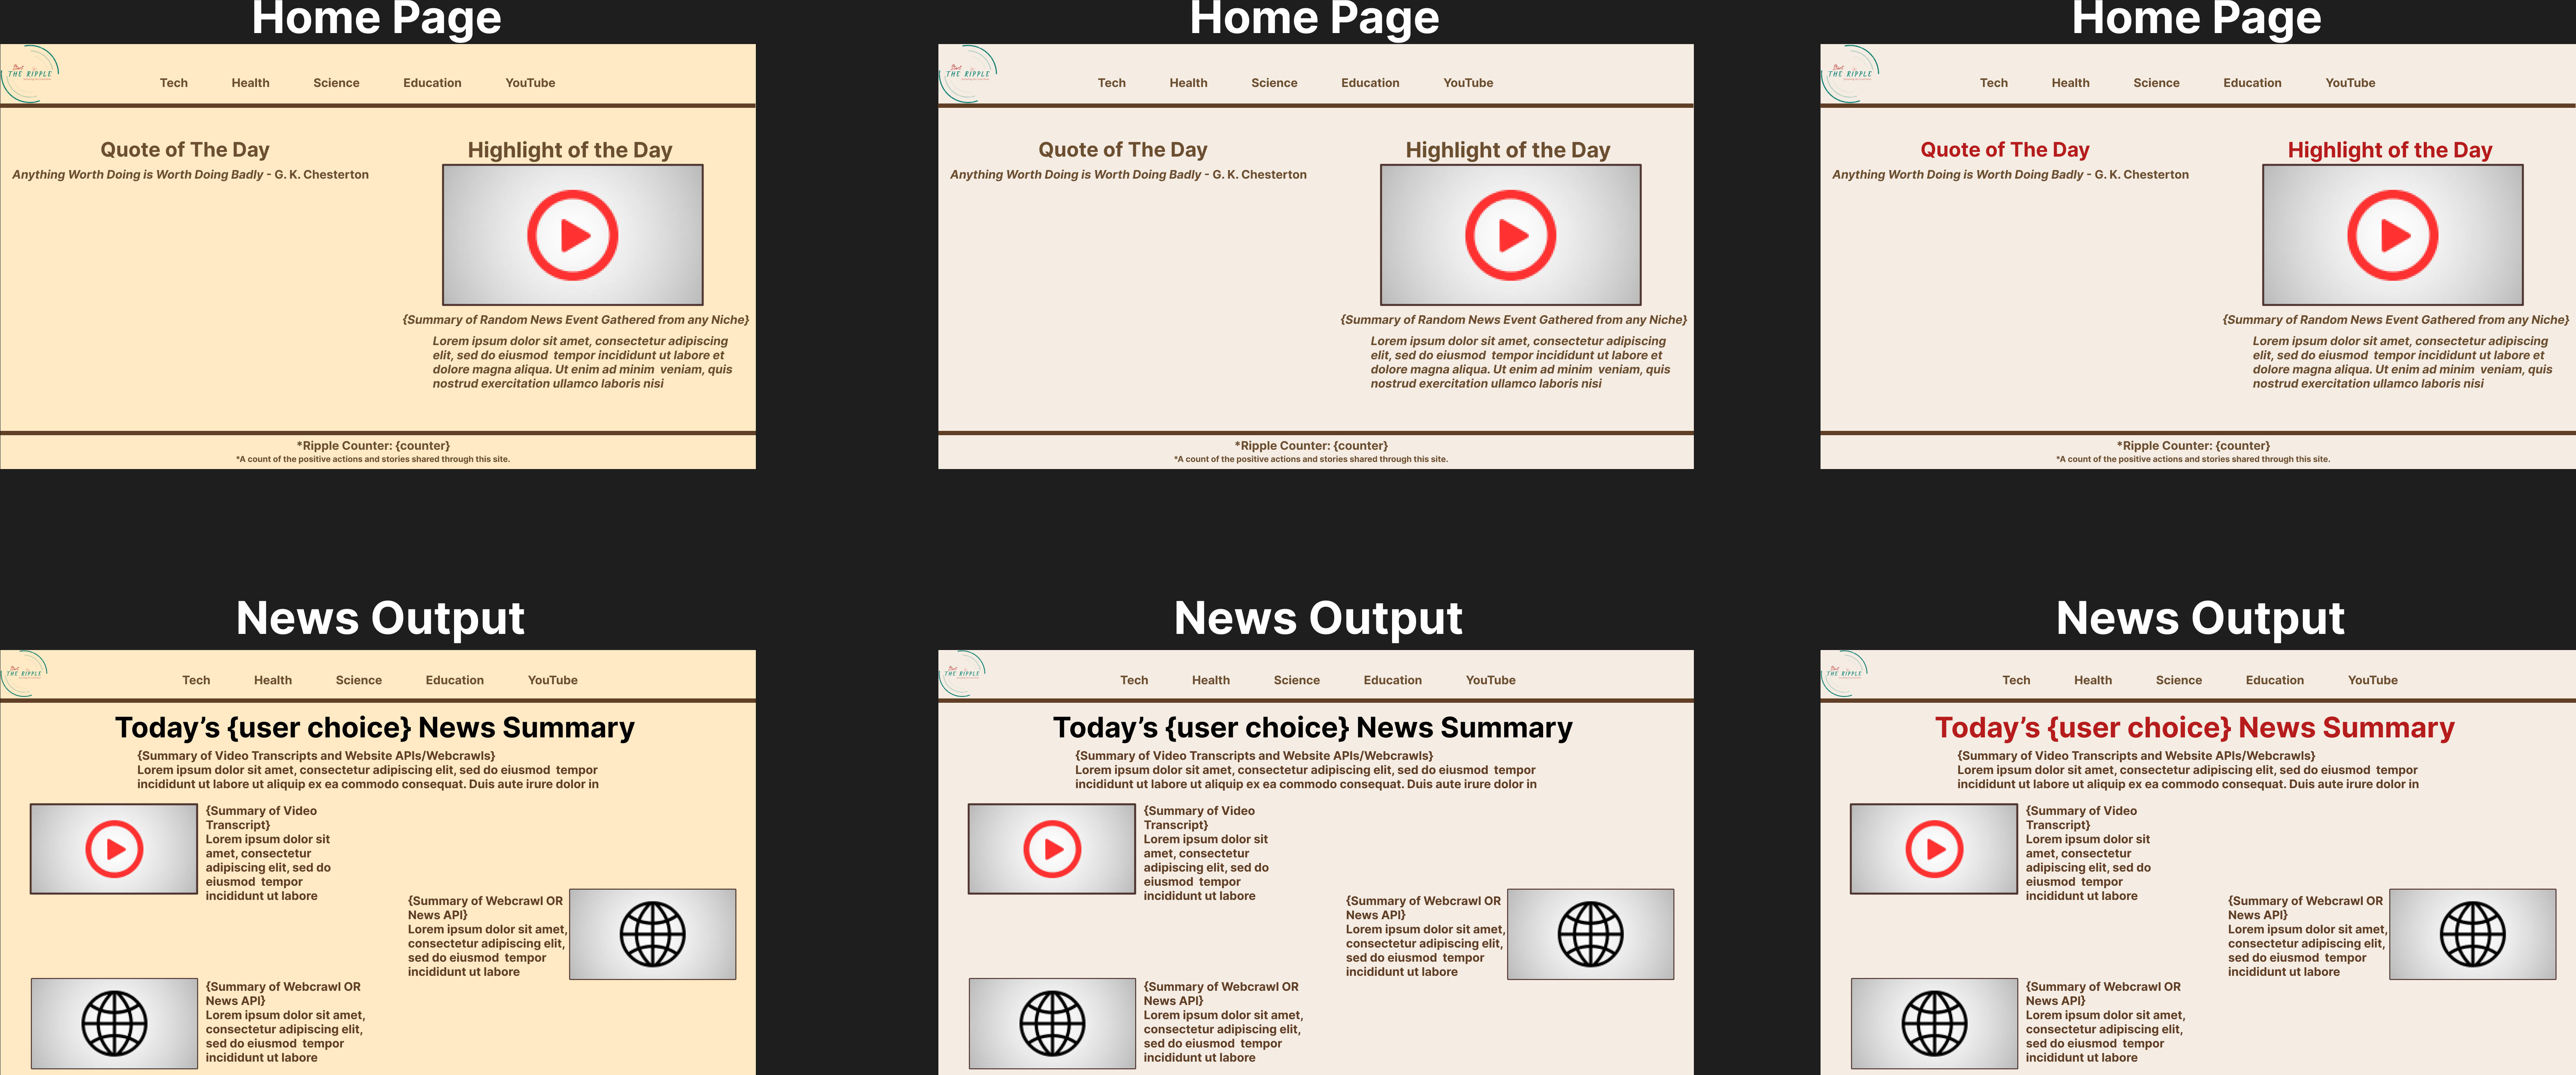 Home Page
Start
THE RIPPLE
Tech Health Science Education YouTube
Quote of The Day
Anything Worth Doing is Worth Doing Badly - G. K. Chesterton
Highlight of the Day
{Summary of Random News Event Gathered from any Niche}
Lorem ipsum dolor sit amet, consectetur adipiscing
elit, sed do eiusmod tempor incididunt ut labore et
dolore magna aliqua. Ut enim ad minim veniam, quis
nostrud exercitation ullamco laboris nisi
*Ripple Counter: {counter}
*A count of the positive actions and stories shared through this site.
Home Page
Start
THE RIPPLE
Tech Health Science Education YouTube
Quote of The Day
Anything Worth Doing is Worth Doing Badly - G. K. Chesterton
Highlight of the Day
{Summary of Random News Event Gathered from any Niche}
Lorem ipsum dolor sit amet, consectetur adipiscing
elit, sed do eiusmod tempor incididunt ut labore et
dolore magna aliqua. Ut enim ad minim veniam, quis
nostrud exercitation ullamco laboris nisi
*Ripple Counter: {counter}
*A count of the positive actions and stories shared through this site.
Home Page
Start
THE RIPPLE
Tech Health Science Education YouTube
Quote of The Day
Anything Worth Doing is Worth Doing Badly - G. K. Chesterton
Highlight of the Day
{Summary of Random News Event Gathered from any Niche}
Lorem ipsum dolor sit amet, consectetur adipiscing
elit, sed do eiusmod tempor incididunt ut labore et
dolore magna aliqua. Ut enim ad minim veniam, quis
nostrud exercitation ullamco laboris nisi
*Ripple Counter: {counter}
*A count of the positive actions and stories shared through this site.
News Output
Start
THE RIPPLE
Tech Health Science Education YouTube
Today's {user choice} News Summary
{Summary of Video Transcripts and Website APIs/Webcrawls}
Lorem ipsum dolor sit amet, consectetur adipiscing elit, sed do eiusmod tempor
incididunt ut labore ut aliquip ex ea commodo consequat. Duis aute irure dolor in
{Summary of Video
Transcript}
Lorem ipsum dolor sit
amet, consectetur
adipiscing elit, sed do
eiusmod tempor
incididunt ut labore
{Summary of Webcrawl OR
News API}
Lorem ipsum dolor sit amet,
consectetur adipiscing elit,
sed do eiusmod tempor
incididunt ut labore
{Summary of Webcrawl OR
News API}
Lorem ipsum dolor sit amet,
consectetur adipiscing elit,
sed do eiusmod tempor
incididunt ut labore
News Output
Start
THE RIPPLE
Tech Health Science Education YouTube
Today's {user choice} News Summary
{Summary of Video Transcripts and Website APIs/Webcrawls}
Lorem ipsum dolor sit amet, consectetur adipiscing elit, sed do eiusmod tempor
incididunt ut labore ut aliquip ex ea commodo consequat. Duis aute irure dolor in
{Summary of Video
Transcript}
Lorem ipsum dolor sit
amet, consectetur
adipiscing elit, sed do
eiusmod tempor
incididunt ut labore
{Summary of Webcrawl OR
News API}
Lorem ipsum dolor sit amet,
consectetur adipiscing elit,
sed do eiusmod tempor
incididunt ut labore
{Summary of Webcrawl OR
News API}
Lorem ipsum dolor sit amet,
consectetur adipiscing elit,
sed do eiusmod tempor
incididunt ut labore
News Output
Start
THE RIPPLE
Tech Health Science Education YouTube
Today's {user choice} News Summary
{Summary of Video Transcripts and Website APIs/Webcrawls}
Lorem ipsum dolor sit amet, consectetur adipiscing elit, sed do eiusmod tempor
incididunt ut labore ut aliquip ex ea commodo consequat. Duis aute irure dolor in
{Summary of Video
Transcript}
Lorem ipsum dolor sit
amet, consectetur
adipiscing elit, sed do
eiusmod tempor
incididunt ut labore
{Summary of Webcrawl OR
News API}
Lorem ipsum dolor sit amet,
consectetur adipiscing elit,
sed do eiusmod tempor
incididunt ut labore
{Summary of Webcrawl OR
News API}
Lorem ipsum dolor sit amet,
consectetur adipiscing elit,
sed do eiusmod tempor
incididunt ut labore